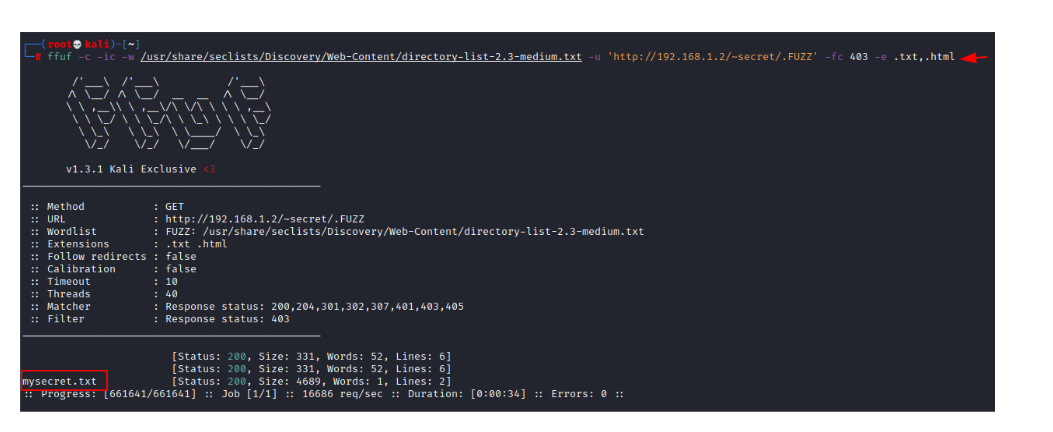 (root💀kali)-[~]
# ffuf -c -ic -w /usr/share/seclists/Discovery/Web-Content/directory-list-2.3-medium.txt -u 'http://192.168.1.2/~secret/.FUZZ' -fc 403 -e .txt,.html
v1.3.1 Kali Exclusive <3
:: Method : GET
:: URL : http://192.168.1.2/~secret/.FUZZ
:: Wordlist : FUZZ: /usr/share/seclists/Discovery/Web-Content/directory-list-2.3-medium.txt
:: Extensions : .txt .html
:: Follow redirects : false
:: Calibration : false
:: Timeout : 10
:: Threads : 40
:: Matcher : Response status: 200,204,301,302,307,401,403,405
:: Filter : Response status: 403
[Status: 200, Size: 331, Words: 52, Lines: 6]
[Status: 200, Size: 331, Words: 52, Lines: 6]
mysecret.txt [Status: 200, Size: 4689, Words: 1, Lines: 2]
:: Progress: [661641/661641] :: Job [1/1] :: 16686 req/sec :: Duration: [0:00:34] :: Errors: 0 ::